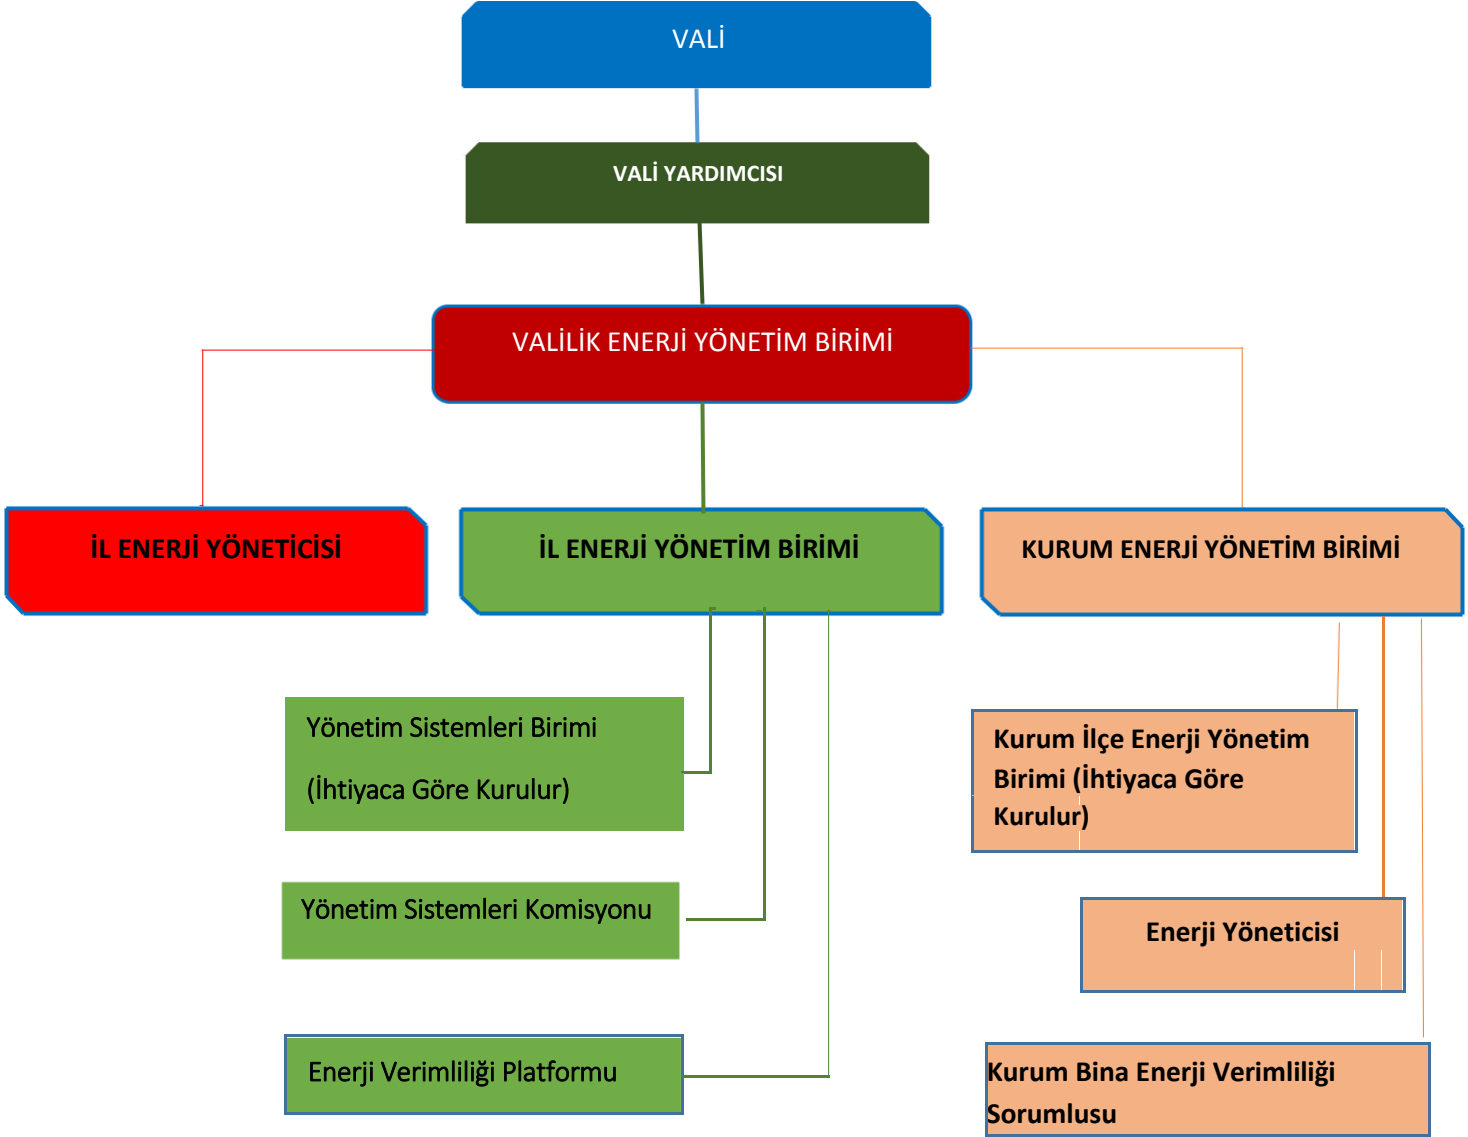 VALİ
VALİ YARDIMCISI
VALİLİK ENERJİ YÖNETİM BİRİMİ
İL ENERJİ YÖNETİCİSİ
İL ENERJİ YÖNETİM BİRİMİ
KURUM ENERJİ YÖNETİM BİRİMİ
Yönetim Sistemleri Birimi
(İhtiyaca Göre Kurulur)
Yönetim Sistemleri Komisyonu
Enerji Verimliliği Platformu
Kurum İlçe Enerji Yönetim
Birimi (İhtiyaca Göre
Kurulur)
Enerji Yöneticisi
Kurum Bina Enerji Verimliliği
Sorumlusu